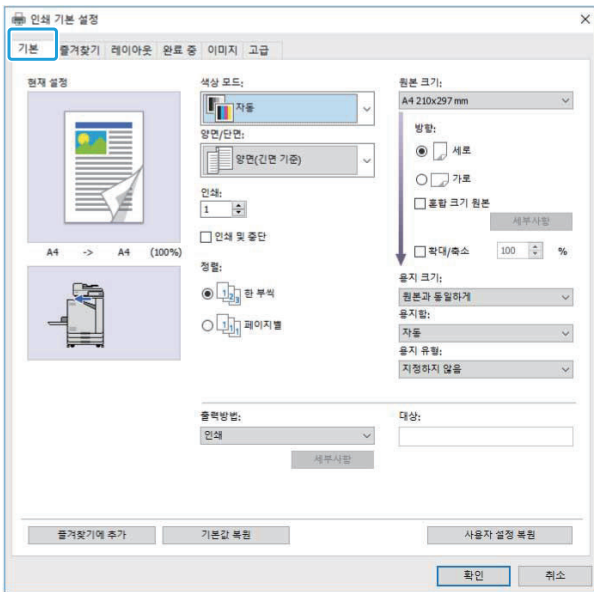 인쇄 기본 설정
기본 즐겨찾기 레이아웃 완료 중 이미지 고급
현재 설정
A4 -> A4 (100%)
색상 모드:
자동
양면/단면:
양면(긴면 기준)
인쇄:
1
인쇄 및 중단
정렬:
한 부씩
페이지별
원본 크기:
A4 210x297 mm
방향:
세로
가로
혼합 크기 원본
세부사항
확대/축소 100 %
용지 크기:
원본과 동일하게
용지함:
자동
용지 유형:
지정하지 않음
출력방법:
인쇄
세부사항
대상:
즐겨찾기에 추가 기본값 복원 사용자 설정 복원
확인 취소